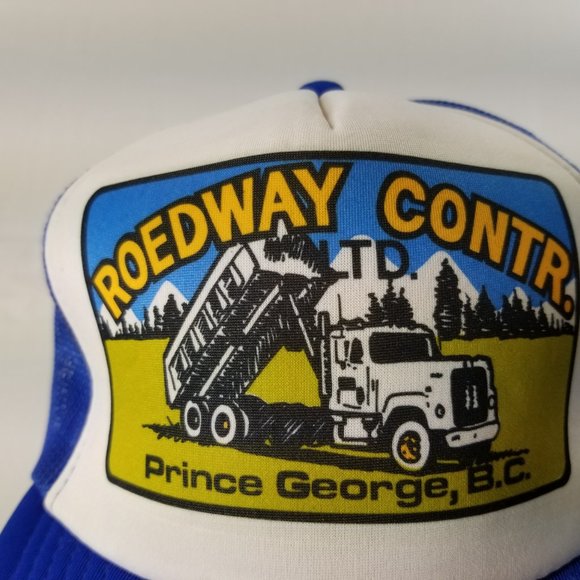 ROEDWAY CONTR.
LTD.
Prince George, B.C.